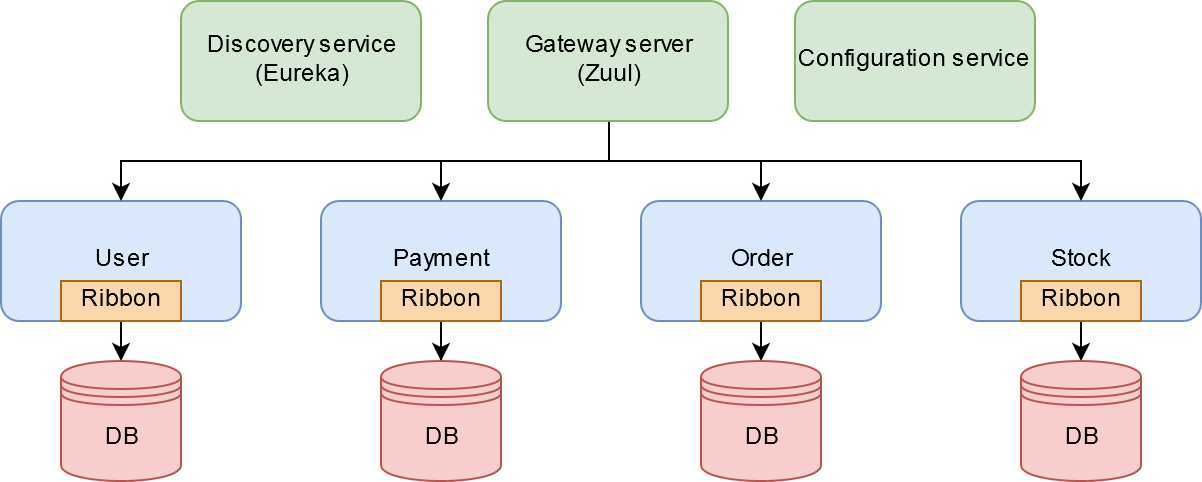 Discovery service
(Eureka)
Gateway server
(Zuul)
Configuration service
User
Payment
Order
Stock
Ribbon
Ribbon
Ribbon
Ribbon
DB
DB
DB
DB